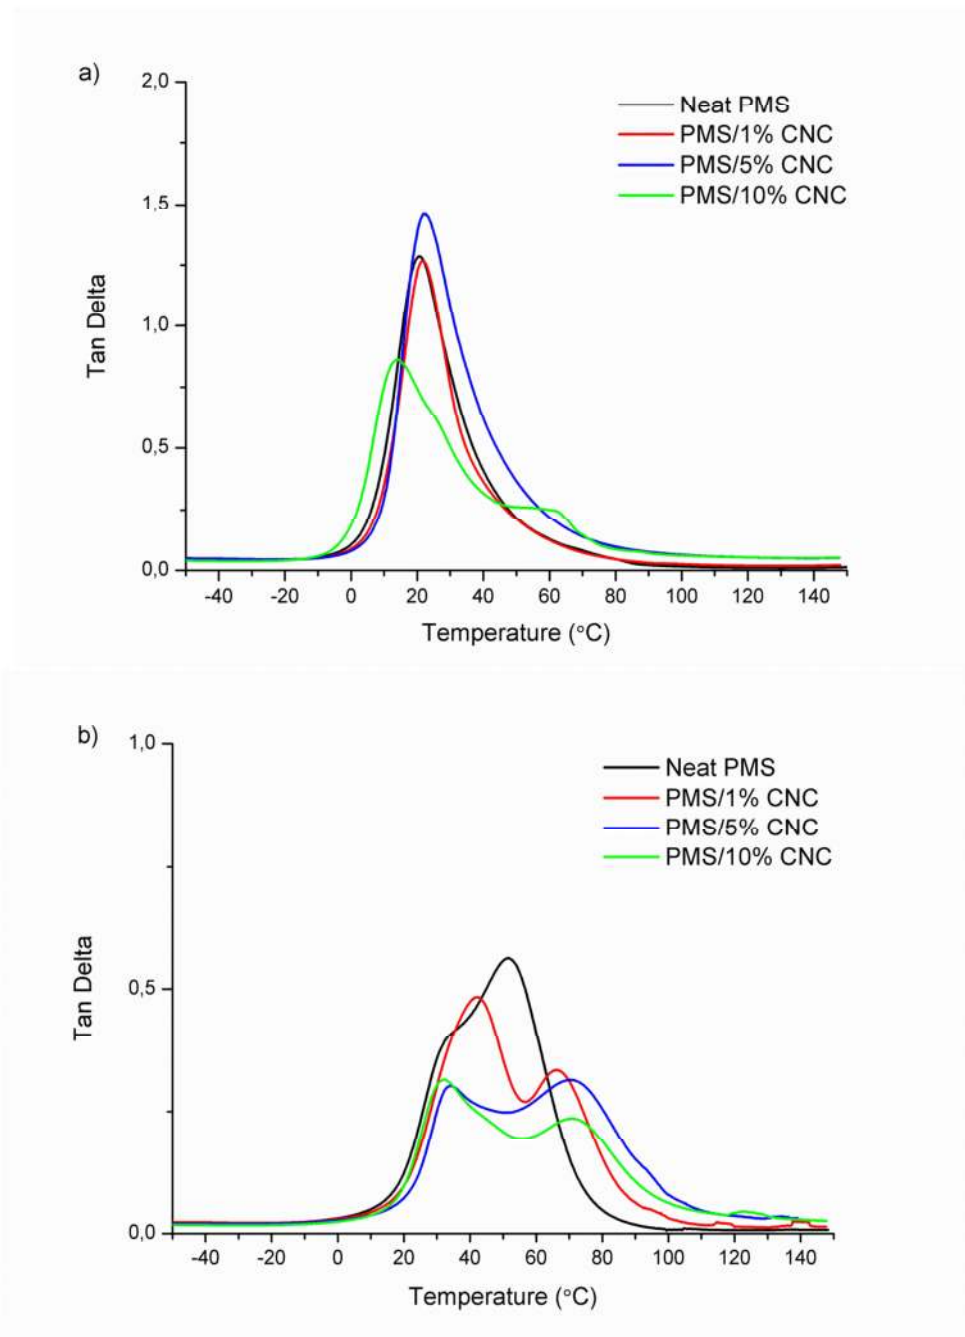 a)
2,0
1,5
1,0
0,5
0,0
Tan Delta
Neat PMS
PMS/1% CNC
PMS/5% CNC
PMS/10% CNC
-40 -20 0 20 40 60 80 100 120 140
Temperature (°C)
b)
1,0
0,5
0,0
Tan Delta
Neat PMS
PMS/1% CNC
PMS/5% CNC
PMS/10% CNC
-40 -20 0 20 40 60 80 100 120 140
Temperature (°C)